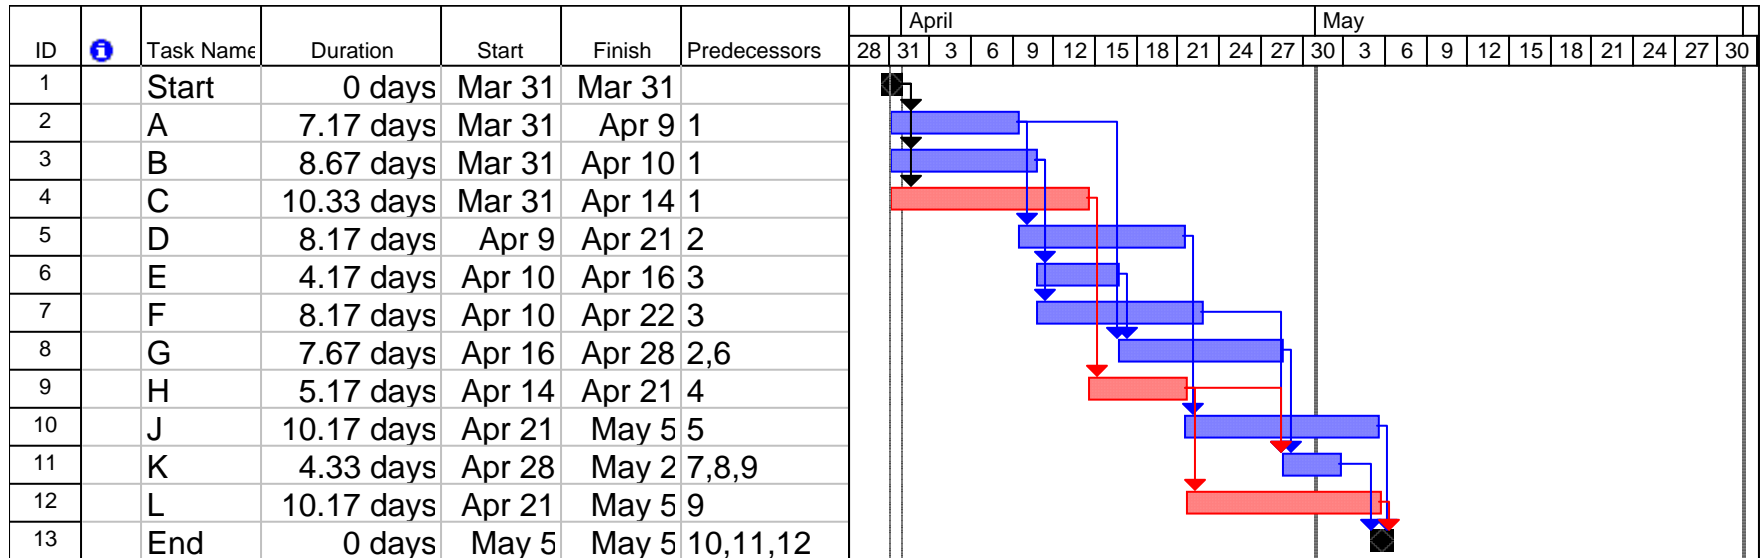 April May
ID i Task Name Duration Start Finish Predecessors 28 31 3 6 9 12 15 18 21 24 27 30 3 6 9 12 15 18 21 24 27 30
1 Start 0 days Mar 31 Mar 31
2 A 7.17 days Mar 31 Apr 9 1
3 B 8.67 days Mar 31 Apr 10 1
4 C 10.33 days Mar 31 Apr 14 1
5 D 8.17 days Apr 9 Apr 21 2
6 E 4.17 days Apr 10 Apr 16 3
7 F 8.17 days Apr 10 Apr 22 3
8 G 7.67 days Apr 16 Apr 28 2,6
9 H 5.17 days Apr 14 Apr 21 4
10 J 10.17 days Apr 21 May 5 5
11 K 4.33 days Apr 28 May 2 7,8,9
12 L 10.17 days Apr 21 May 5 9
13 End 0 days May 5 May 5 10,11,12